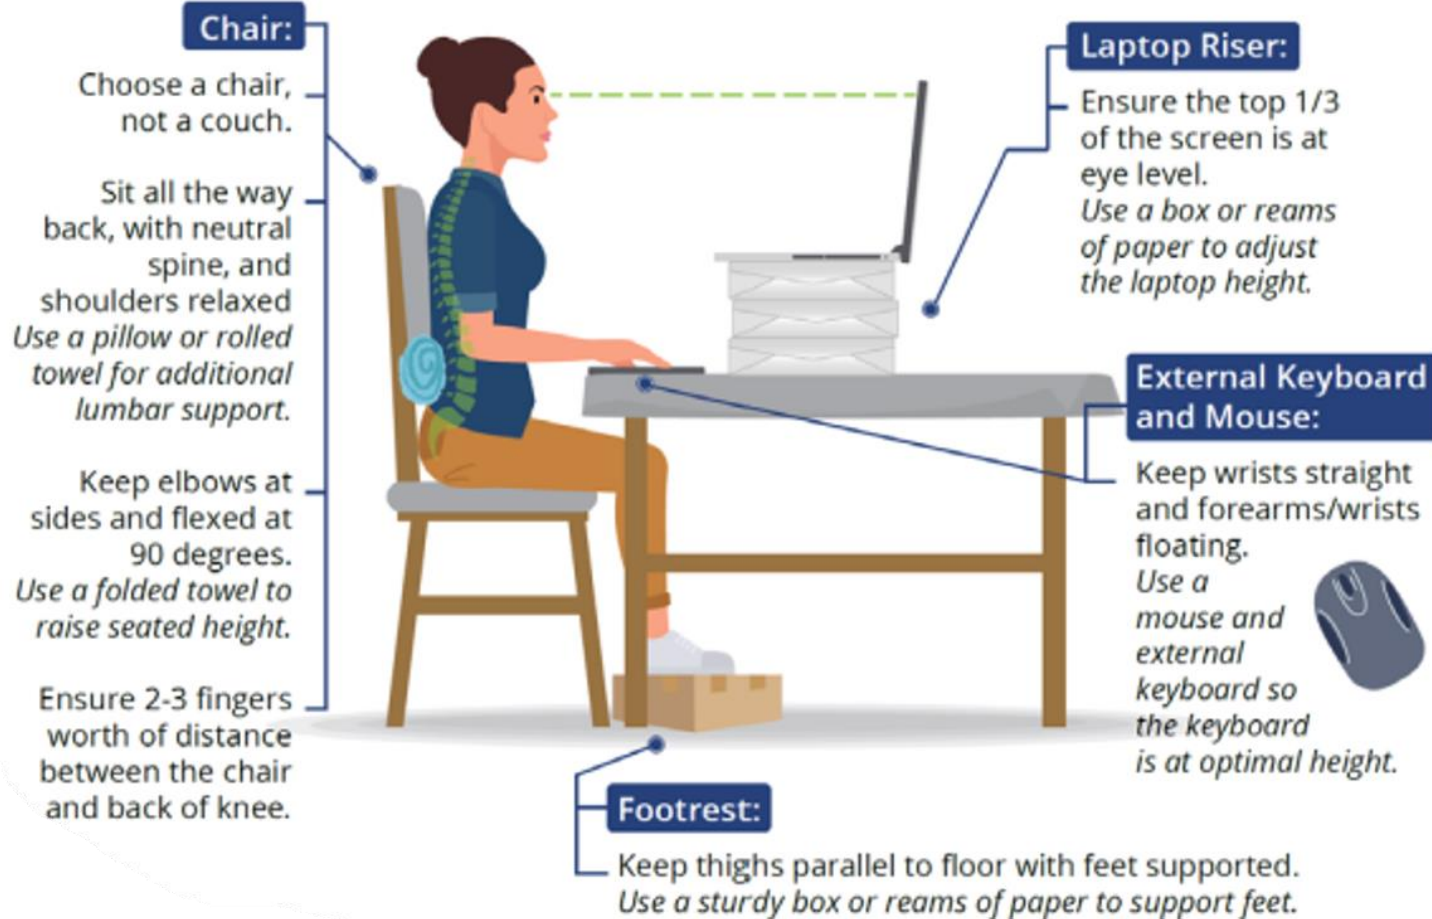 Chair:
Choose a chair,
not a couch.
Sit all the way
back, with neutral
spine, and
shoulders relaxed
Use a pillow or rolled
towel for additional
lumbar support.
Keep elbows at
sides and flexed at
90 degrees.
Use a folded towel to
raise seated height.
Ensure 2-3 fingers
worth of distance
between the chair
and back of knee.
Laptop Riser:
Ensure the top 1/3
of the screen is at
eye level.
Use a box or reams
of paper to adjust
the laptop height.
External Keyboard
and Mouse:
Keep wrists straight
and forearms/wrists
floating.
Use a
mouse and
external
keyboard so
the keyboard
is at optimal height.
Footrest:
Keep thighs parallel to floor with feet supported.
Use a sturdy box or reams of paper to support feet.